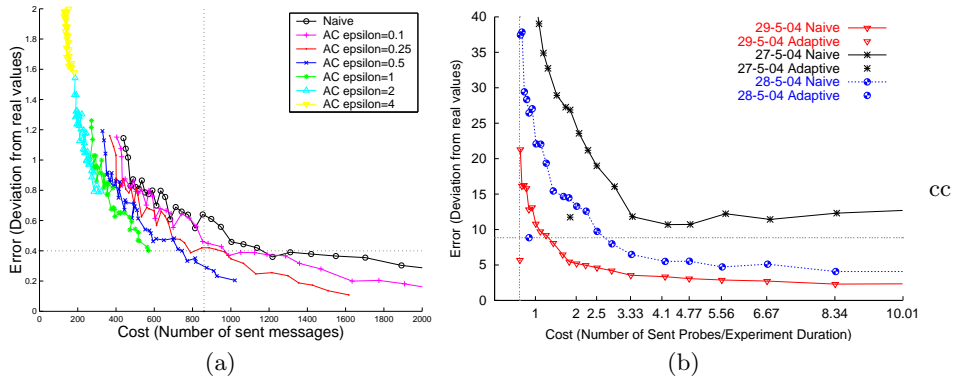 Error (Deviation from real values)
2
1.8
1.6
1.4
1.2
1
0.8
0.6
0.4
0.2
0
0 200 400 600 800 1000 1200 1400 1600 1800 2000
Cost (Number of sent messages)
Naive
AC epsilon=0.1
AC epsilon=0.25
AC epsilon=0.5
AC epsilon=1
AC epsilon=2
AC epsilon=4
(a)
Error (Deviation from real values)
40
35
30
25
20
15
10
5
0
1 2 2.5 3.33 4.1 4.77 5.56 6.67 8.34 10.01
Cost (Number of Sent Probes/Experiment Duration)
29-5-04 Naive
29-5-04 Adaptive
27-5-04 Naive
27-5-04 Adaptive
28-5-04 Naive
28-5-04 Adaptive
(b)
cc